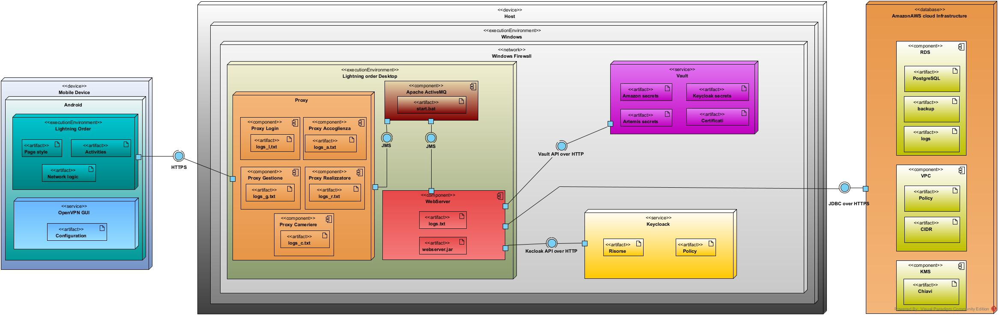 <<device>>
Mobile Device
Android
<<executionEnvironment>>
Lightning Order
<<artifact>>
Page style
<<artifact>>
Activities
<<artifact>>
Network logic
<<service>>
OpenVPN GUI
<<artifact>>
Configuration
HTTPS
<<device>>
Host
<<executionEnvironment>>
Windows
<<network>>
Windows Firewall
<<executionEnvironment>>
Lightning order Desktop
Proxy
<<component>>
Proxy Login
<<artifact>>
logs_l,txt
<<component>>
Proxy Accoglienza
<<artifact>>
logs_a.txt
<<component>>
Proxy Gestione
<<artifact>>
logs_g.txt
<<component>>
Proxy Realizzatore
<<artifact>>
logs_r.txt
<<component>>
Proxy Cameriere
<<artifact>>
logs_c.txt
<<component>>
Apache ActiveMQ
<<artifact>>
start.bat
JMS
JMS
<<component>>
WebServer
<<artifact>>
logs.txt
<<artifact>>
webserver.jar
Vault API over HTTP
Kecloak API over HTTP
<<service>>
Vault
<<artifact>>
Amazon secrets
<<artifact>>
Keycloak secrets
<<artifact>>
Artemis secrets
<<artifact>>
Certificati
<<service>>
Keycloack
<<artifact>>
Risorse
<<artifact>>
Policy
JDBC over HTTPS
<<database>>
AmazonAWS cloud Infrastructure
<<component>>
RDS
<<artifact>>
PostgreSQL
<<artifact>>
backup
<<artifact>>
logs
<<component>>
VPC
<<artifact>>
Policy
<<artifact>>
CIDR
<<component>>
KMS
<<artifact>>
Chiavi
Powered By: Visual Paradigm Community Edition